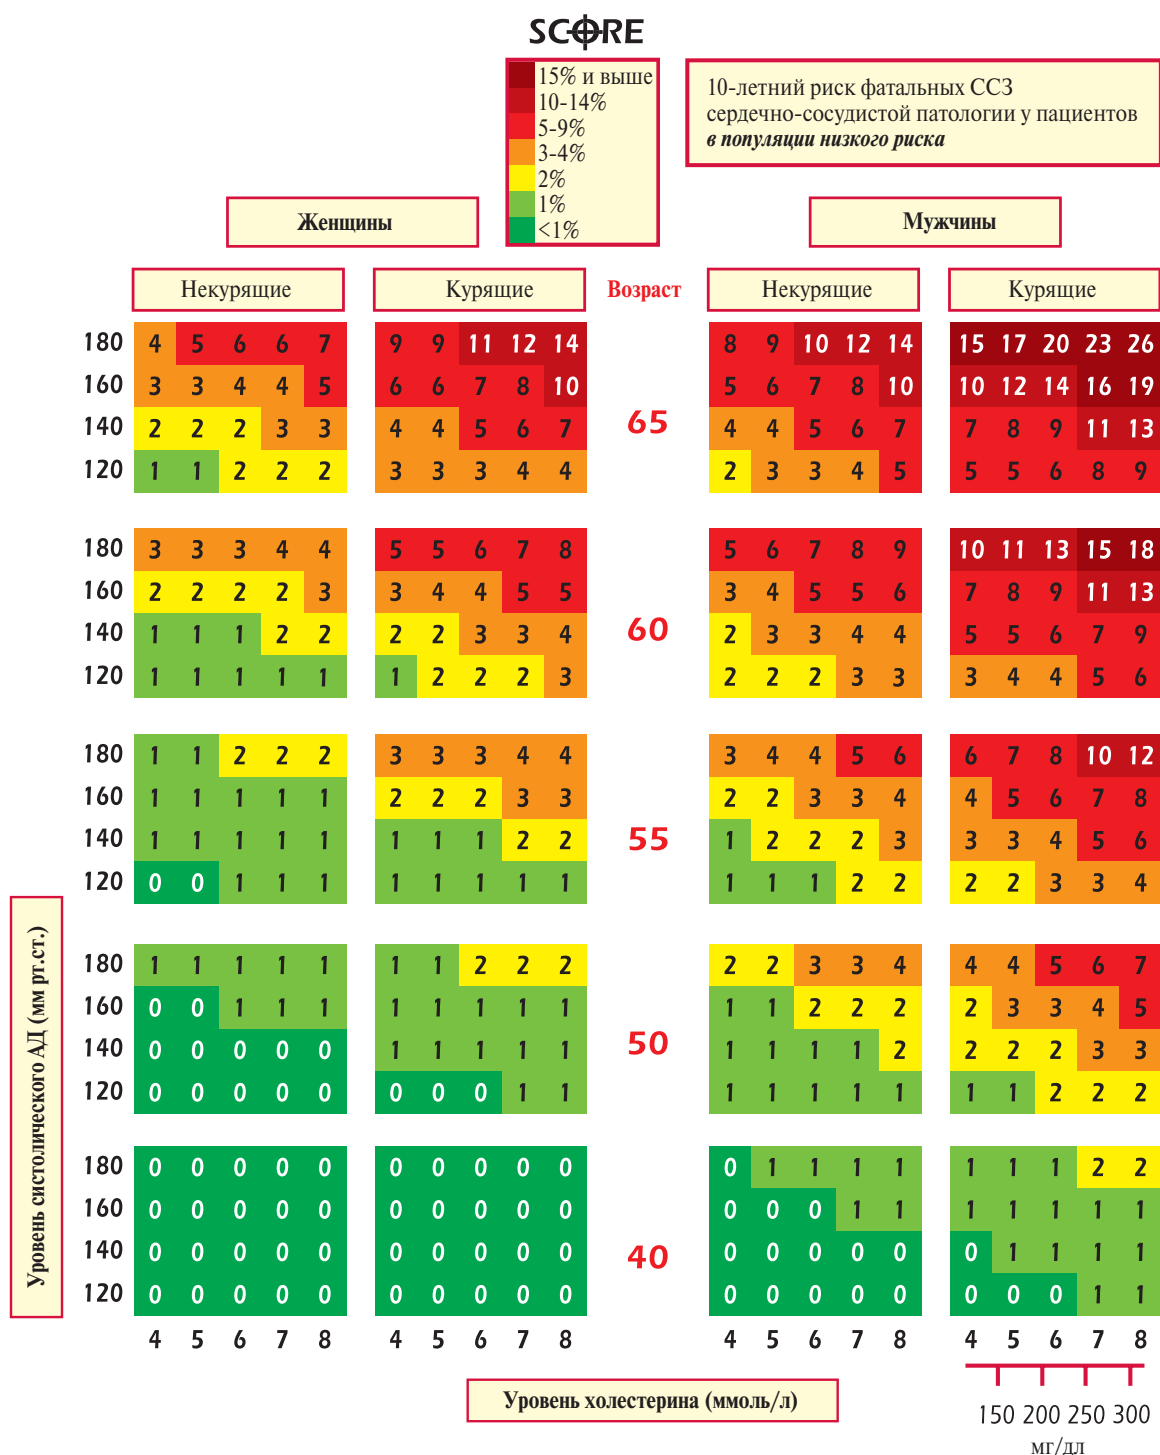 SCORE
15% и выше
10-14%
5-9%
3-4%
2%
1%
<1%
10-летний риск фатальных ССЗ
сердечно-сосудистой патологии у пациентов
в популяции низкого риска
Женщины
Мужчины
Некурящие Курящие Возраст Некурящие Курящие
180 4 5 6 6 7 9 9 11 12 14 8 9 10 12 14 15 17 20 23 26
160 3 3 4 4 5 6 6 7 8 10 5 6 7 8 10 10 12 14 16 19
65
140 2 2 2 3 3 4 4 5 6 7 4 4 5 6 7 7 8 9 11 13
120 1 1 2 2 2 3 3 3 4 4 2 3 3 4 5 5 5 6 8 9
180 3 3 3 4 4 5 5 6 7 8 5 6 7 8 9 10 11 13 15 18
160 2 2 2 2 3 3 4 4 5 5 3 4 5 5 6 7 8 9 11 13
60
140 1 1 1 2 2 2 2 3 3 4 2 3 3 4 4 5 5 6 7 9
120 1 1 1 1 1 1 2 2 2 3 2 2 2 3 3 3 4 4 5 6
180 1 1 2 2 2 3 3 3 4 4 3 4 4 5 6 6 7 8 10 12
160 1 1 1 1 1 2 2 2 3 3 2 2 3 3 4 4 5 6 7 8
55
140 1 1 1 1 1 1 1 1 2 2 1 2 2 2 3 3 3 4 5 6
120 0 0 1 1 1 1 1 1 1 1 1 1 1 2 2 2 2 3 3 4
180 1 1 1 1 1 1 1 2 2 2 2 2 3 3 4 4 4 5 6 7
160 0 0 1 1 1 1 1 1 1 1 1 1 2 2 2 2 3 3 4 5
50
140 0 0 0 0 0 1 1 1 1 1 1 1 1 1 2 2 2 2 3 3
120 0 0 0 0 0 0 0 0 1 1 1 1 1 1 1 1 1 2 2 2
180 0 0 0 0 0 0 0 0 0 0 0 1 1 1 1 1 1 1 2 2
160 0 0 0 0 0 0 0 0 0 0 0 0 0 1 1 1 1 1 1 1
40
140 0 0 0 0 0 0 0 0 0 0 0 0 0 0 0 0 1 1 1 1
120 0 0 0 0 0 0 0 0 0 0 0 0 0 0 0 0 0 0 1 1
4 5 6 7 8 4 5 6 7 8 4 5 6 7 8 4 5 6 7 8
Уровень систолического АД (мм рт.ст.)
Уровень холестерина (ммоль/л)
150 200 250 300
мг/дл